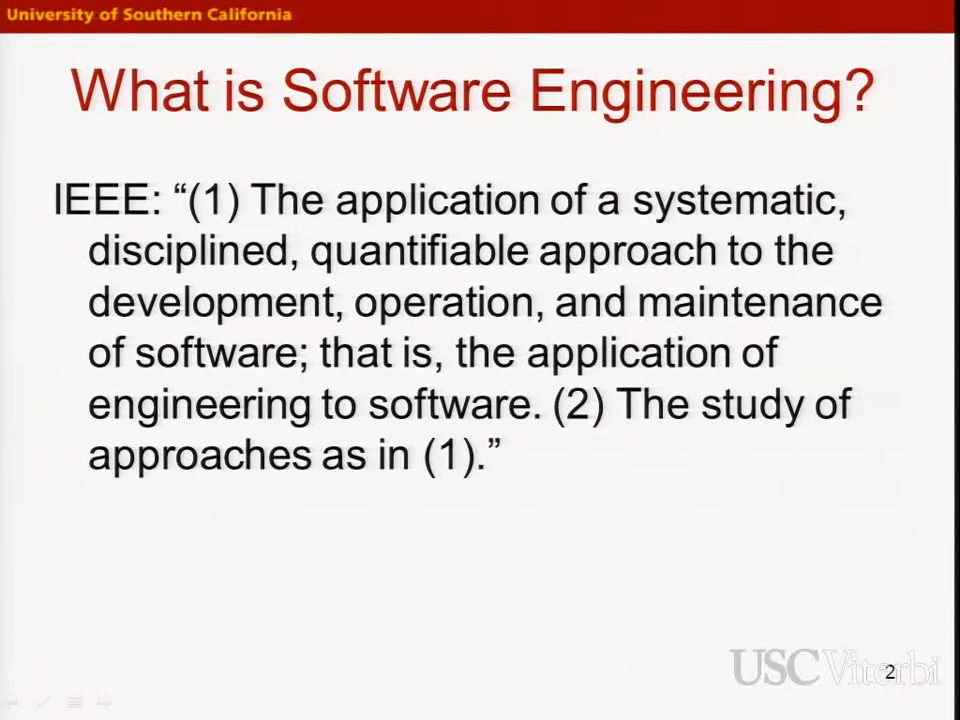 University of Southern California
What is Software Engineering?
IEEE: “(1) The application of a systematic,
disciplined, quantifiable approach to the
development, operation, and maintenance
of software; that is, the application of
engineering to software. (2) The study of
approaches as in (1).”
USC Viterbi
2